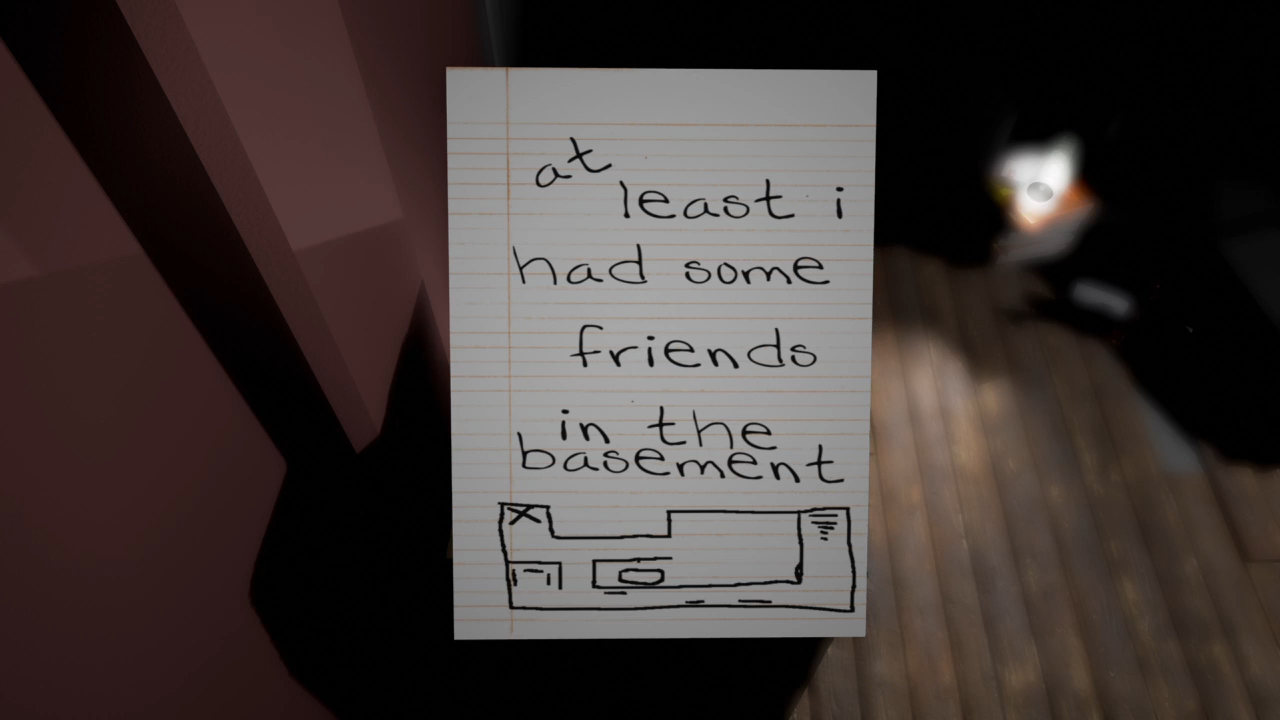 at
least i
had some
friends
in the
basement